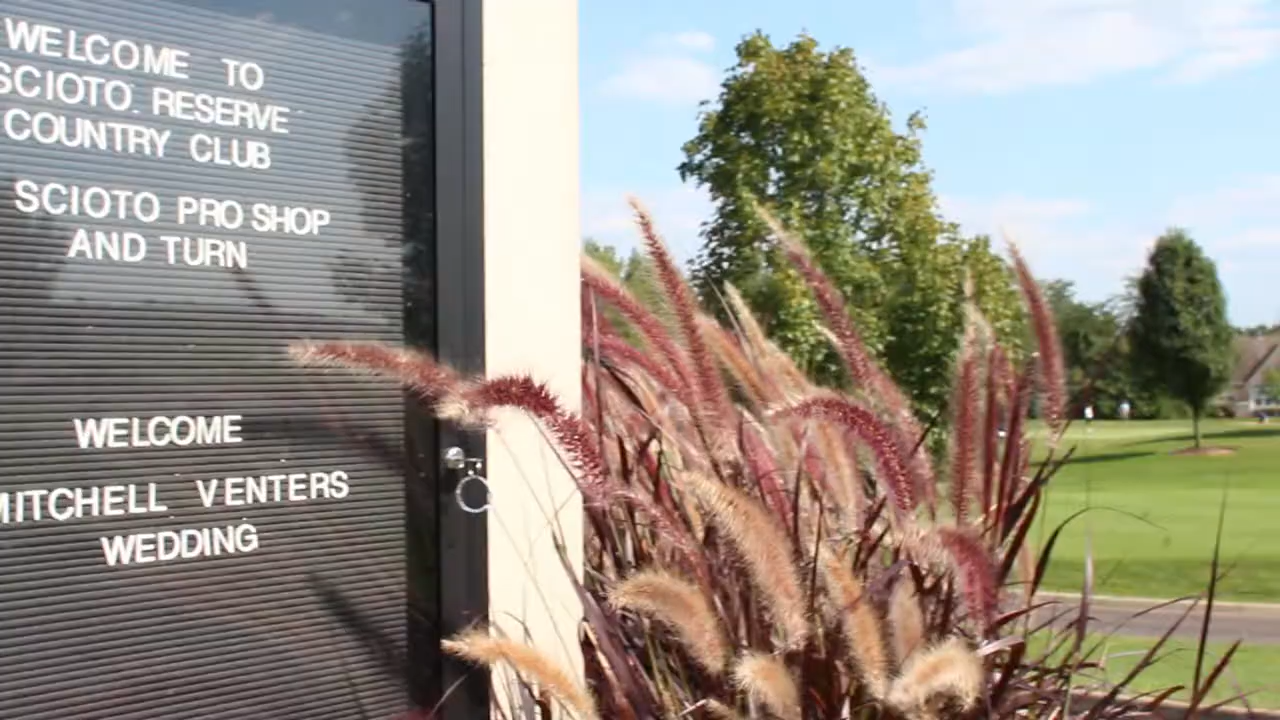 WELCOME TO
SCIOTO RESERVE
COUNTRY CLUB
SCIOTO PRO SHOP
AND TURN
WELCOME
MITCHELL VENTERS
WEDDING